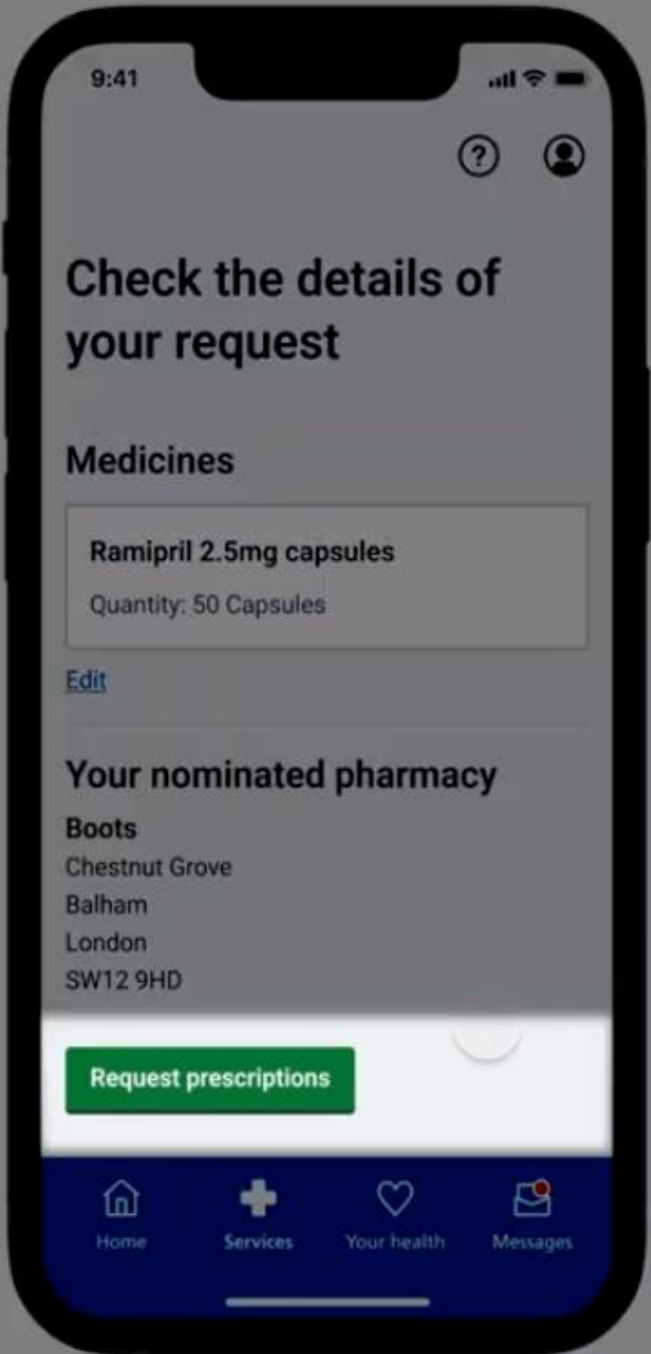 9:41
Check the details of
your request
Medicines
Ramipril 2.5mg capsules
Quantity: 50 Capsules
Edit
Your nominated pharmacy
Boots
Chestnut Grove
Balham
London
SW12 9HD
Request prescriptions
Home Services Your health Messages